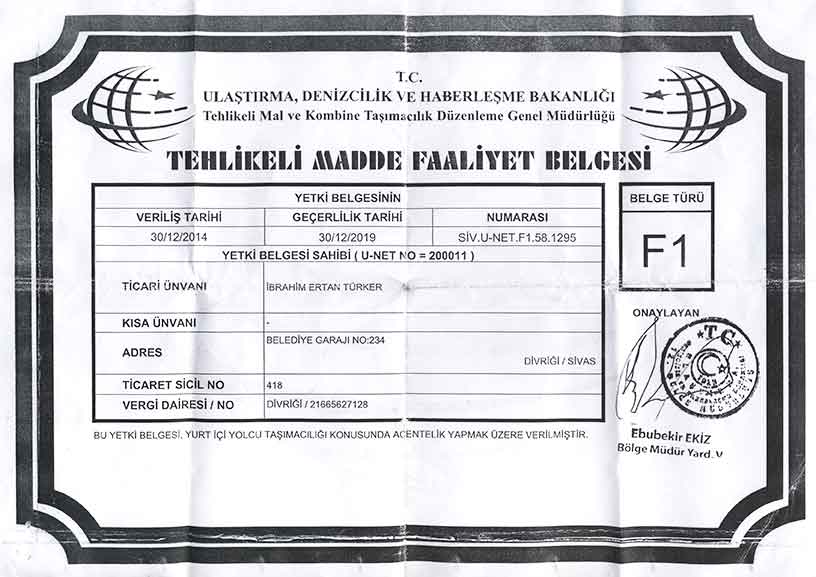 T.C.
ULAŞTIRMA, DENİZCİLİK VE HABERLEŞME BAKANLIĞI
Tehlikeli Mal ve Kombine Taşımacılık Düzenleme Genel Müdürlüğü
TEHLİKELİ MADDE FAALİYET BELGESİ
YETKİ BELGESİNİN
VERİLİŞ TARİHİ GEÇERLİLİK TARİHİ NUMARASI
30/12/2014 30/12/2019 SİV.U-NET.F1.58.1295
YETKİ BELGESİ SAHİBİ ( U-NET NO = 200011 )
TİCARİ ÜNVANI İBRAHİM ERTAN TÜRKER
KISA ÜNVANI -
ADRES BELEDİYE GARAJI NO:234
DİVRİĞİ / SİVAS
TİCARET SİCİL NO 418
VERGİ DAİRESİ / NO DİVRİĞİ / 21665627128
BU YETKİ BELGESİ, YURT İÇİ YOLCU TAŞIMACILIĞI KONUSUNDA ACENTELİK YAPMAK ÜZERE VERİLMİŞTİR.
BELGE TÜRÜ
F1
ONAYLAYAN
T.C.
Ebubekir EKİZ
Bölge Müdür Yard. V